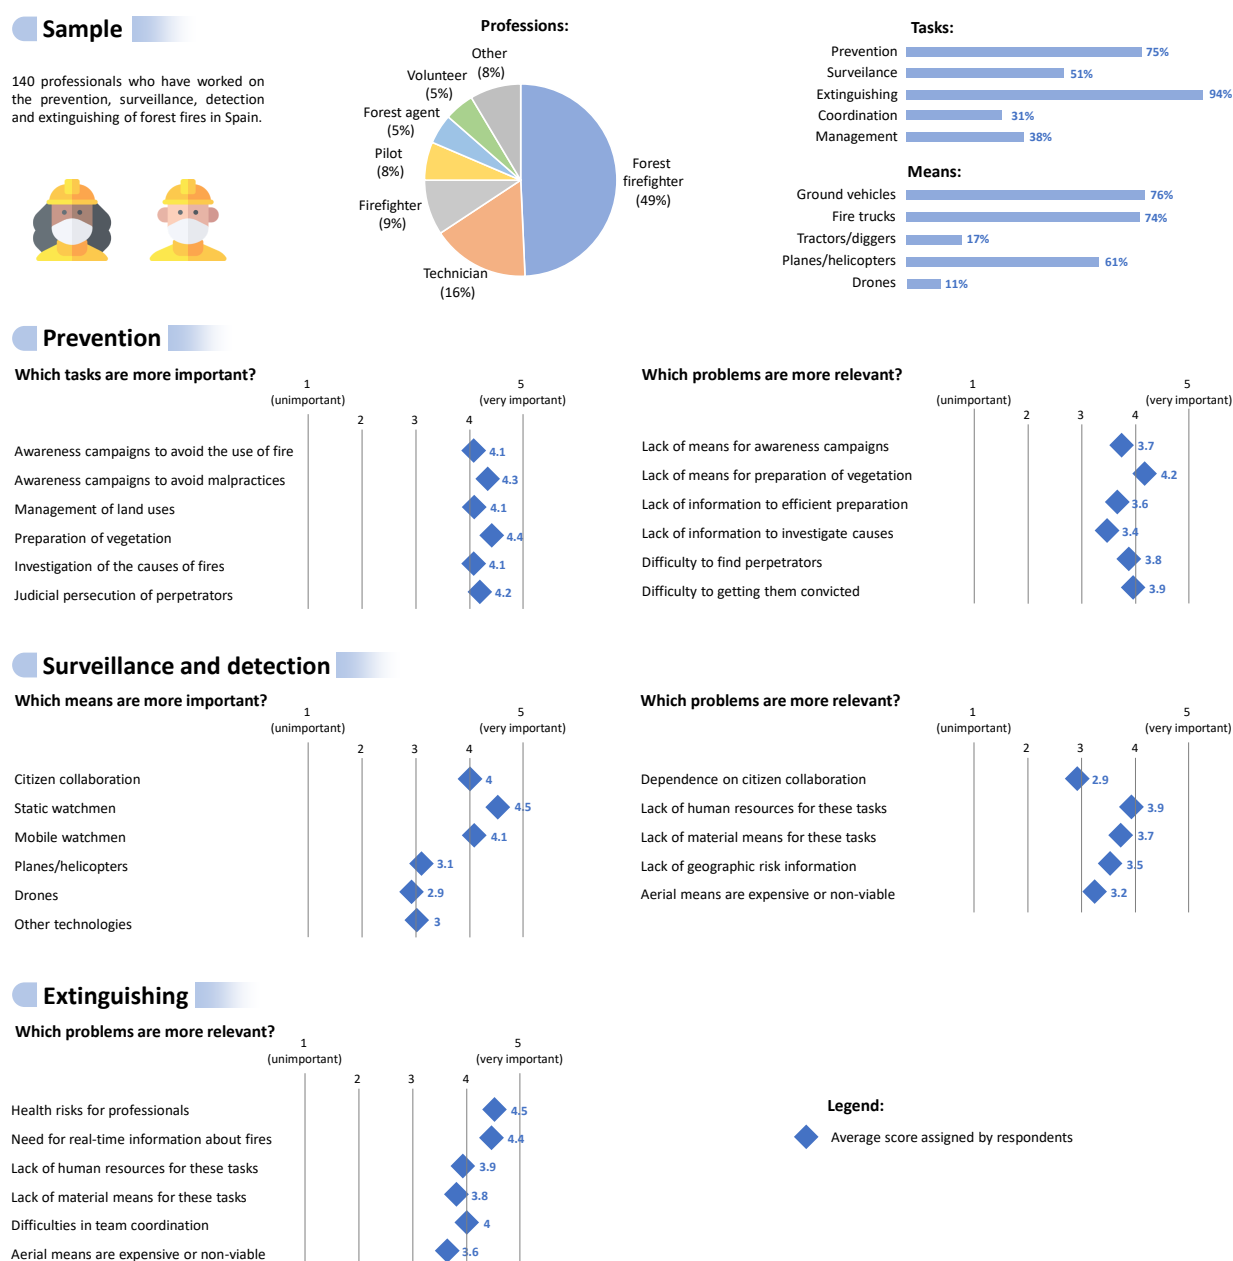 Sample
140 professionals who have worked on
the prevention, surveillance, detection
and extinguishing of forest fires in Spain.
Professions:
Other
(8%)
Volunteer
(5%)
Forest agent
(5%)
Pilot
(8%)
Firefighter
(9%)
Technician
(16%)
Forest
firefighter
(49%)
Tasks:
Prevention 75%
Surveilance 51%
Extinguishing 94%
Coordination 31%
Management 38%
Means:
Ground vehicles 76%
Fire trucks 74%
Tractors/diggers 17%
Planes/helicopters 61%
Drones 11%
Prevention
Which tasks are more important?
1 5
(unimportant) (very important)
2 3 4
Awareness campaigns to avoid the use of fire 4.1
Awareness campaigns to avoid malpractices 4.3
Management of land uses 4.1
Preparation of vegetation 4.4
Investigation of the causes of fires 4.1
Judicial persecution of perpetrators 4.2
Which problems are more relevant?
1 5
(unimportant) (very important)
2 3 4
Lack of means for awareness campaigns 3.7
Lack of means for preparation of vegetation 4.2
Lack of information to efficient preparation 3.6
Lack of information to investigate causes 3.4
Difficulty to find perpetrators 3.8
Difficulty to getting them convicted 3.9
Surveillance and detection
Which means are more important?
1 5
(unimportant) (very important)
2 3 4
Citizen collaboration 4
Static watchmen 4.5
Mobile watchmen 4.1
Planes/helicopters 3.1
Drones 2.9
Other technologies 3
Which problems are more relevant?
1 5
(unimportant) (very important)
2 3 4
Dependence on citizen collaboration 2.9
Lack of human resources for these tasks 3.9
Lack of material means for these tasks 3.7
Lack of geographic risk information 3.5
Aerial means are expensive or non-viable 3.2
Extinguishing
Which problems are more relevant?
1 5
(unimportant) (very important)
2 3 4
Health risks for professionals 4.5
Need for real-time information about fires 4.4
Lack of human resources for these tasks 3.9
Lack of material means for these tasks 3.8
Difficulties in team coordination 4
Aerial means are expensive or non-viable 3.6
Legend:
Average score assigned by respondents